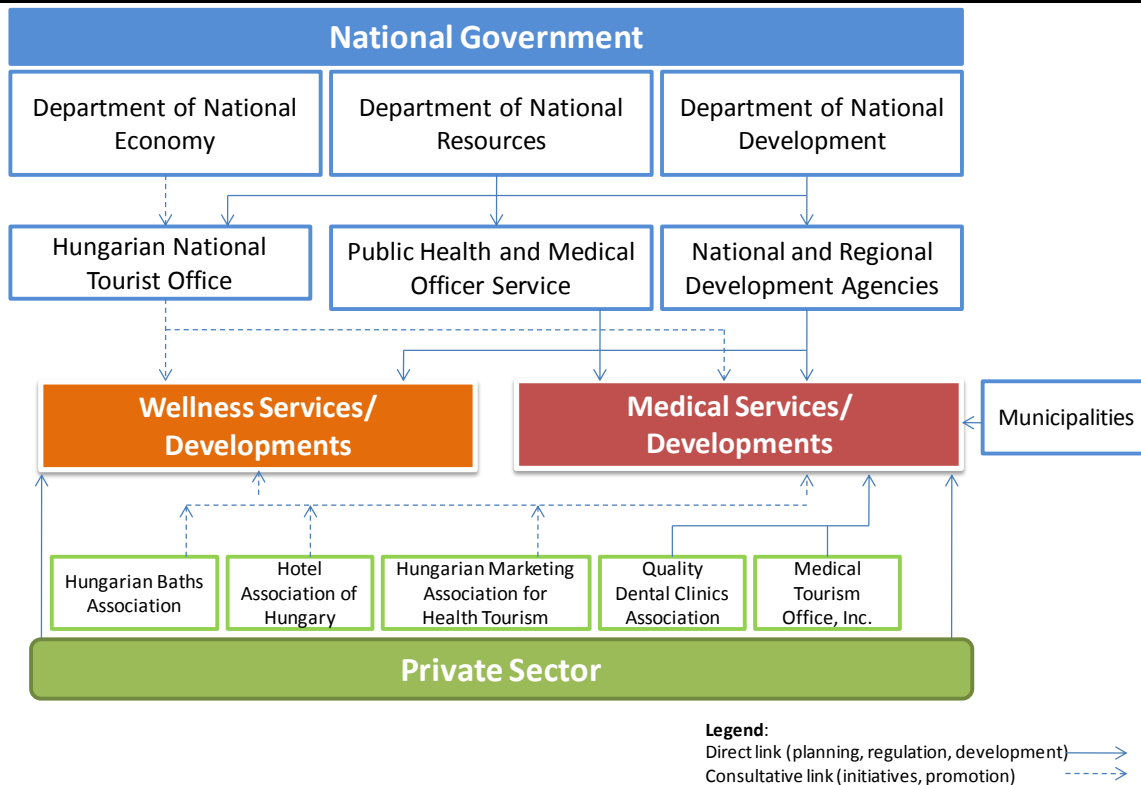 National Government
Department of National
Economy
Department of National
Resources
Department of National
Development
Hungarian National
Tourist Office
Public Health and Medical
Officer Service
National and Regional
Development Agencies
Wellness Services/
Developments
Medical Services/
Developments
Municipalities
Hungarian Baths
Association
Hotel
Association of
Hungary
Hungarian Marketing
Association for
Health Tourism
Quality
Dental Clinics
Association
Medical
Tourism
Office, Inc.
Private Sector
Legend:
Direct link (planning, regulation, development)
Consultative link (initiatives, promotion)